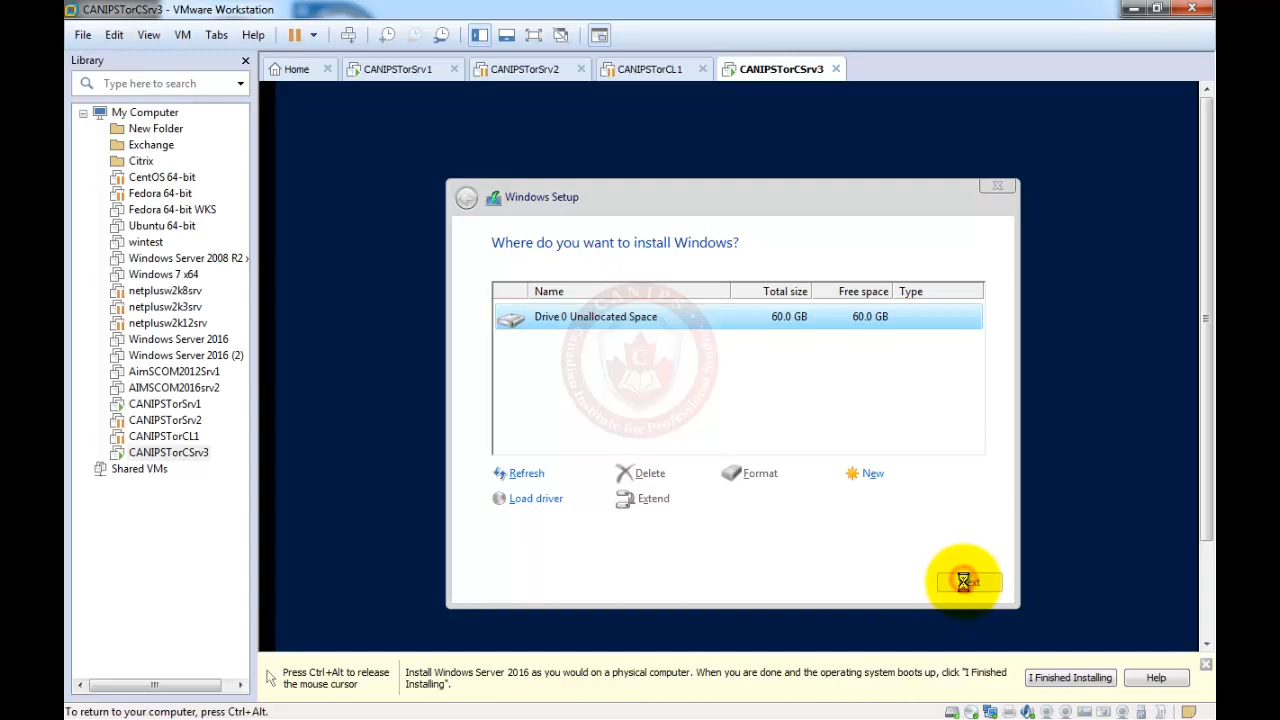 CANIPSTorCSrv3 - VMware Workstation
File Edit View VM Tabs Help
Library
Type here to search
My Computer
New Folder
Exchange
Citrix
CentOS 64-bit
Fedora 64-bit
Fedora 64-bit WKS
Ubuntu 64-bit
wintest
Windows Server 2008 R2 x
Windows 7 x64
netplusw2k8srv
netplusw2k3srv
netplusw2k12srv
Windows Server 2016
Windows Server 2016 (2)
AimSCOM2012Srv1
AIMSCOM2016srv2
CANIPSTorSrv1
CANIPSTorSrv2
CANIPSTorCL1
CANIPSTorCSrv3
Shared VMs
Home CANIPSTorSrv1 CANIPSTorSrv2 CANIPSTorCL1 CANIPSTorCSrv3
Windows Setup
Where do you want to install Windows?
Name Total size Free space Type
Drive 0 Unallocated Space 60.0 GB 60.0 GB
CANIPS
Canadian Institute for Professional
C
Refresh Delete Format New
Load driver Extend
Press Ctrl+Alt to release
the mouse cursor
Install Windows Server 2016 as you would on a physical computer. When you are done and the operating system boots up, click "I Finished
Installing".
I Finished Installing Help
To return to your computer, press Ctrl+Alt.